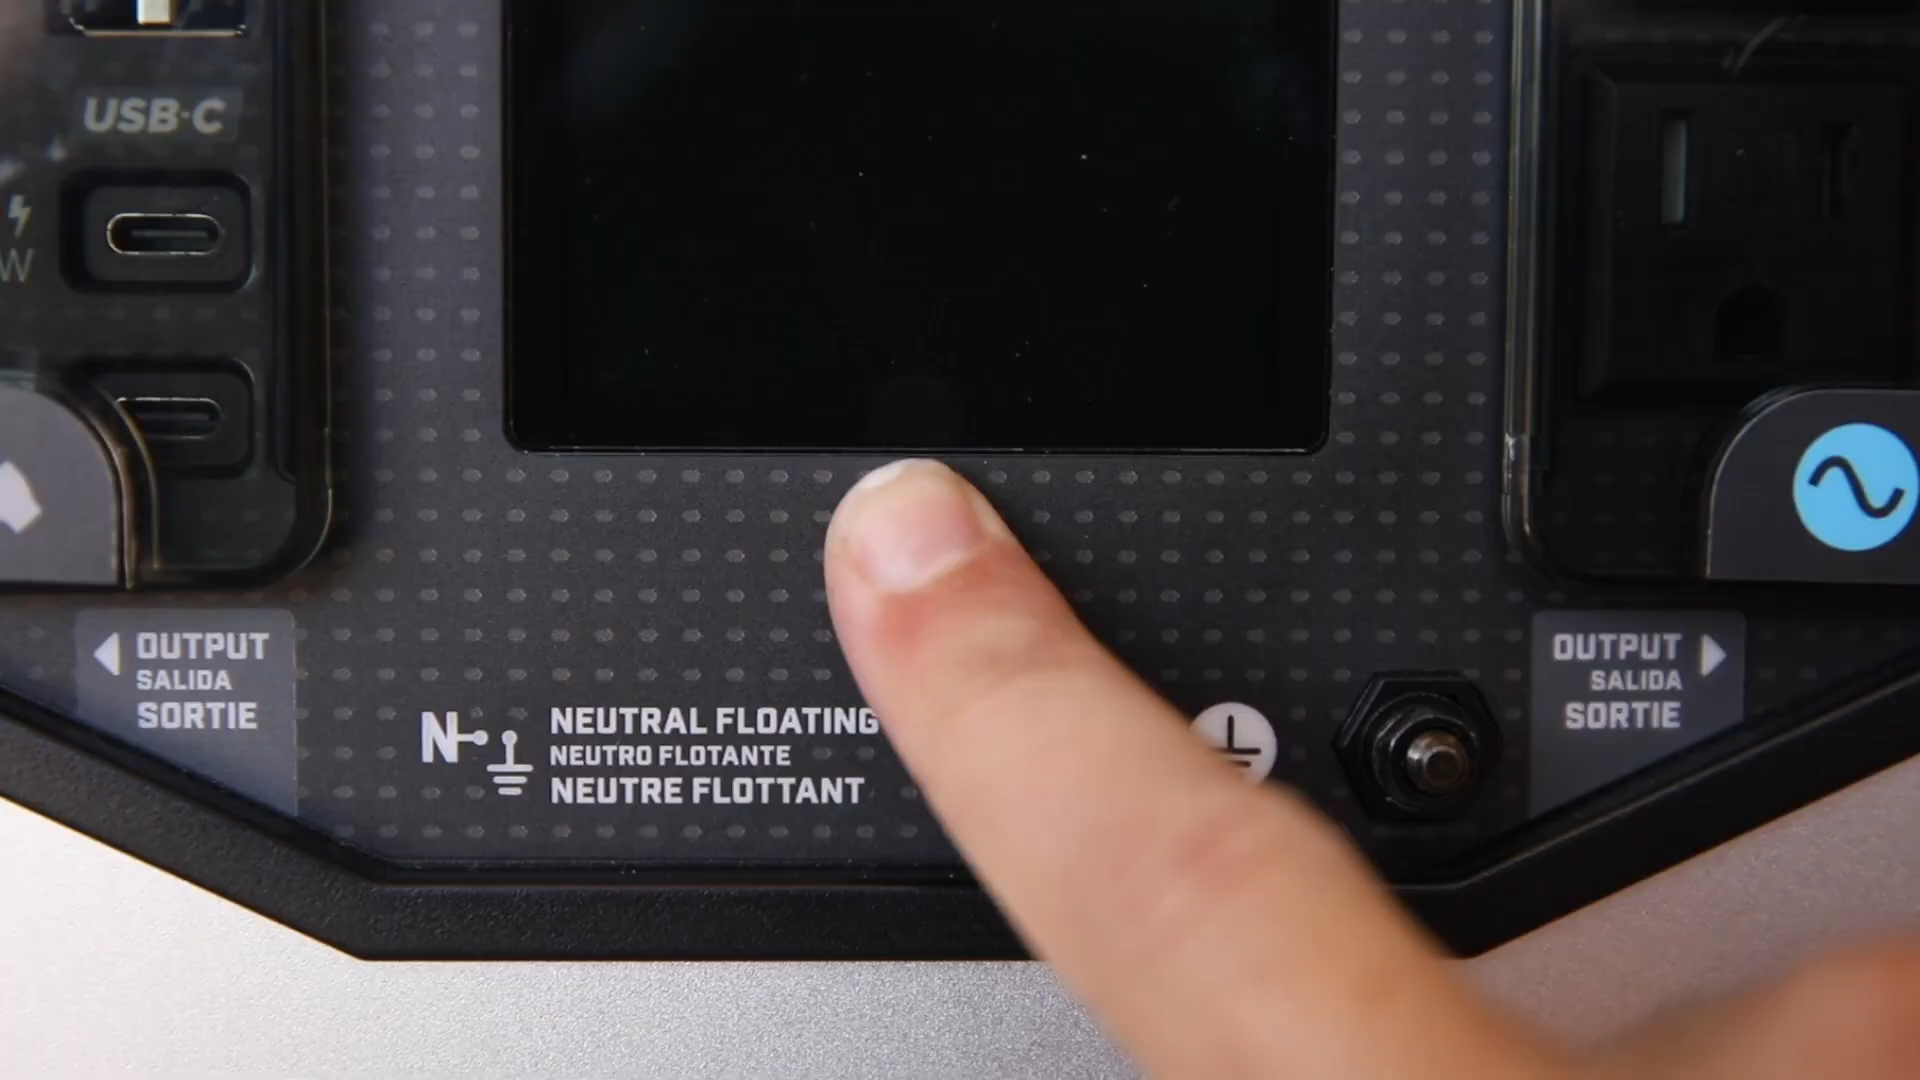 USB-C
W
OUTPUT
SALIDA
SORTIE
N
NEUTRAL FLOATING
NEUTRO FLOTANTE
NEUTRE FLOTTANT
OUTPUT
SALIDA
SORTIE